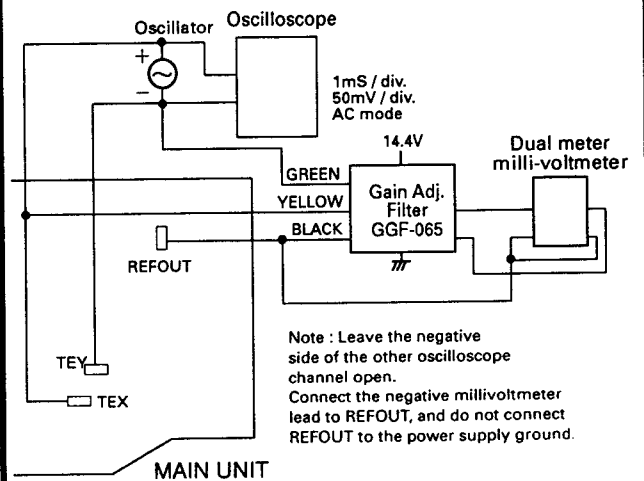 Oscillator
Oscilloscope
+
−
1mS / div.
50mV / div.
AC mode
14.4V
Dual meter
milli-voltmeter
GREEN
YELLOW
BLACK
Gain Adj.
Filter
GGF-065
REFOUT
TEY
TEX
Note : Leave the negative
side of the other oscilloscope
channel open.
Connect the negative millivoltmeter
lead to REFOUT, and do not connect
REFOUT to the power supply ground.
MAIN UNIT